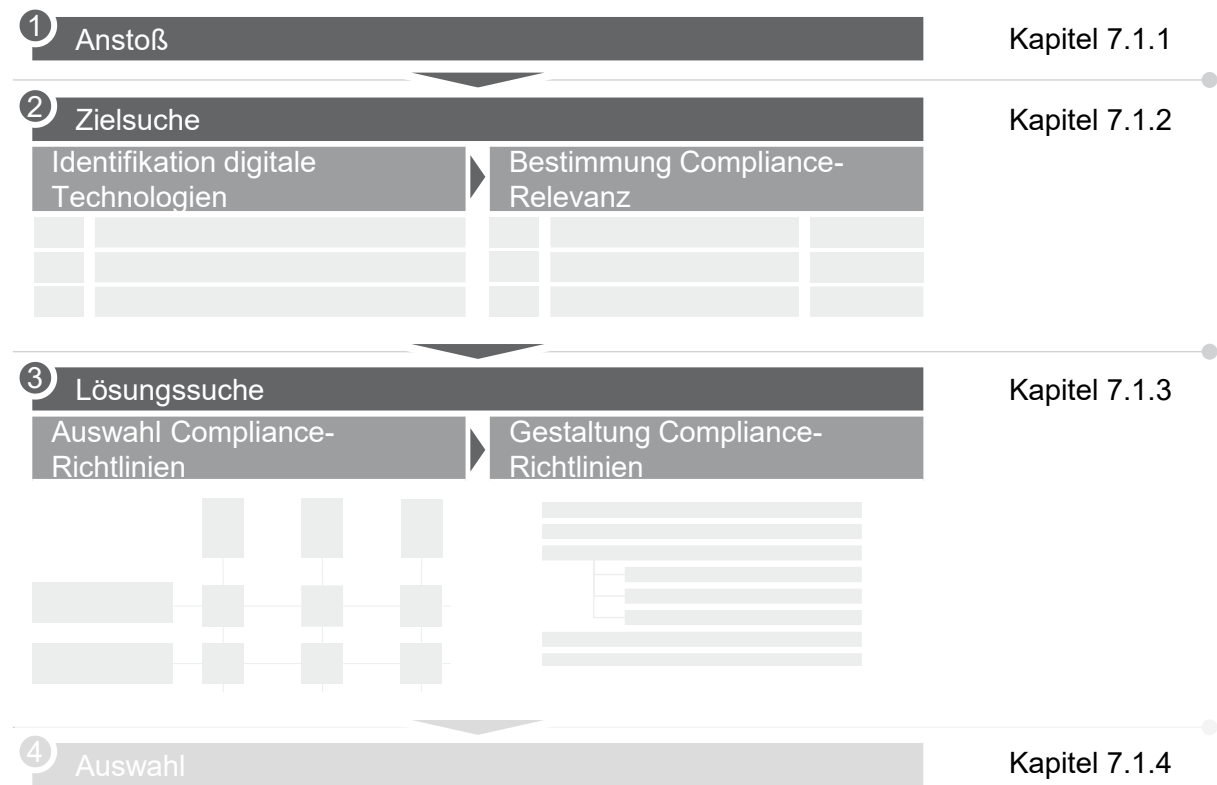 1
Anstoß
Kapitel 7.1.1
2
Zielsuche
Kapitel 7.1.2
Identifikation digitale
Technologien
Bestimmung Compliance-
Relevanz
3
Lösungssuche
Kapitel 7.1.3
Auswahl Compliance-
Richtlinien
Gestaltung Compliance-
Richtlinien
4
Auswahl
Kapitel 7.1.4